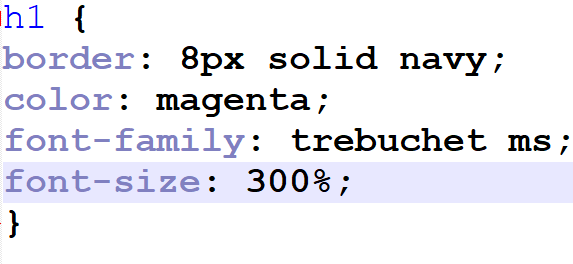 h1 {
border: 8px solid navy;
color: magenta;
font-family: trebuchet ms;
font-size: 300%;
}